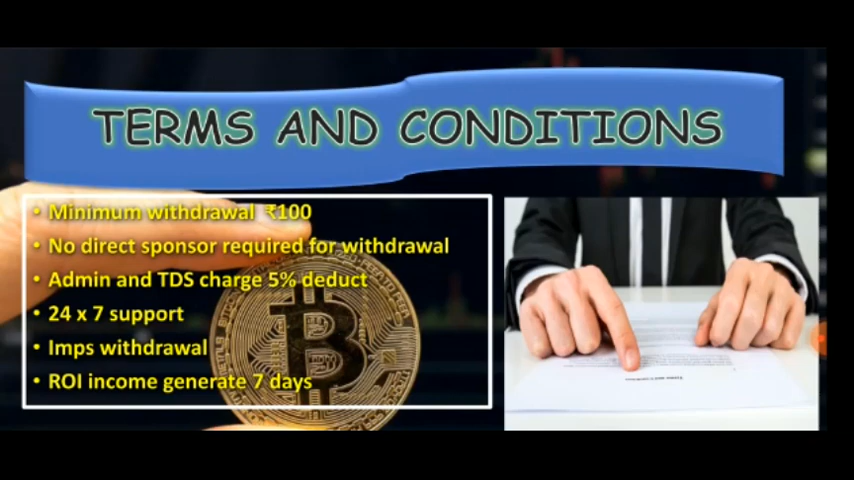 TERMS AND CONDITIONS
• Minimum withdrawal ₹100
• No direct sponsor required for withdrawal
• Admin and TDS charge 5% deduct
• 24 x 7 support
• Imps withdrawal
• ROI income generate 7 days